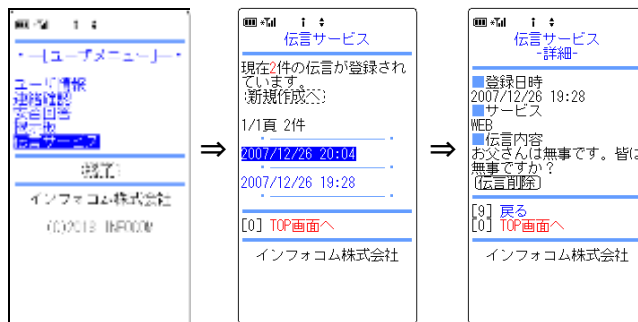 —[ユーザメニュー]—
ユーザ情報
連絡確認
安否回答
掲示板
伝言サービス
[終了]
インフォコム株式会社
(C)2013 INFOCOM
⇒
伝言サービス
現在2件の伝言が登録され
ています。
[新規作成へ]
1/1頁 2件
2007/12/26 20:04
2007/12/26 19:28
[0] TOP画面へ
インフォコム株式会社
⇒
伝言サービス
-詳細-
■登録日時
2007/12/26 19:28
■サービス
WEB
■伝言内容
お父さんは無事です。皆は
無事ですか?
[伝言削除]
[9] 戻る
[0] TOP画面へ
インフォコム株式会社